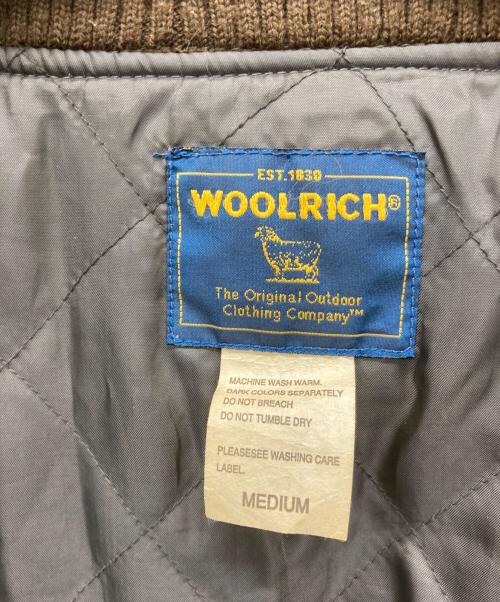 EST.1830
WOOLRICH®
The Original Outdoor
Clothing Company™
MACHINE WASH WARM.
DARK COLORS SEPARATELY
DO NOT BREACH
DO NOT TUMBLE DRY
PLEASESEE WASHING CARE
LABEL.
MEDIUM